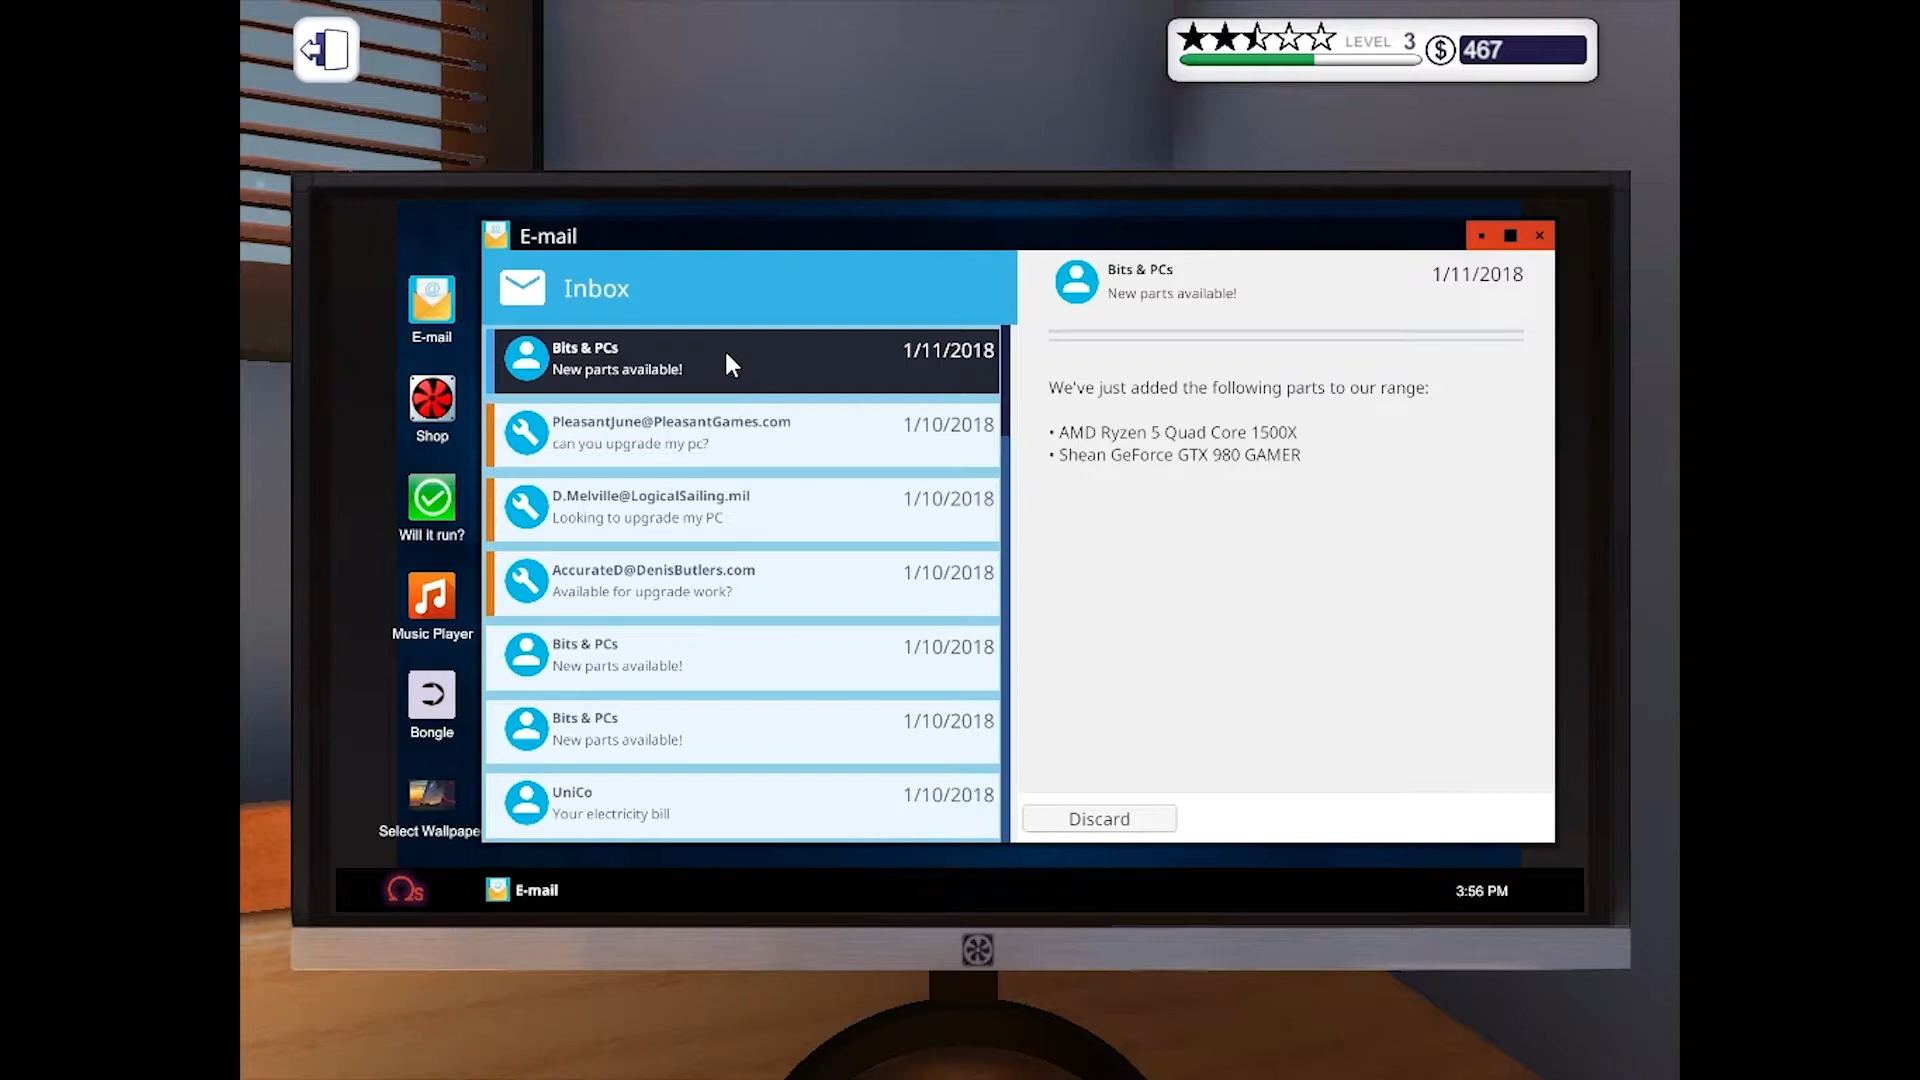 LEVEL 3
$ 467
E-mail
Inbox
Bits & PCs
1/11/2018
New parts available!
PleasantJune@PleasantGames.com
1/10/2018
can you upgrade my pc?
D.Melville@LogicalSailing.mil
1/10/2018
Looking to upgrade my PC
AccurateD@DenisButlers.com
1/10/2018
Available for upgrade work?
Bits & PCs
1/10/2018
New parts available!
Bits & PCs
1/10/2018
New parts available!
UniCo
1/10/2018
Your electricity bill
Bits & PCs
1/11/2018
New parts available!
We've just added the following parts to our range:
• AMD Ryzen 5 Quad Core 1500X
• Shean GeForce GTX 980 GAMER
Discard
E-mail
Shop
Will it run?
Music Player
Bongle
Select Wallpape
Ωs
E-mail
3:56 PM